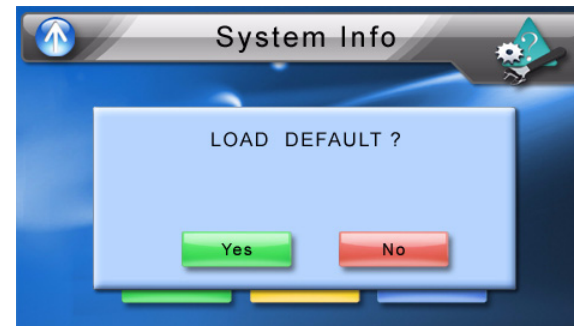 System Info
?
LOAD DEFAULT ?
Yes No